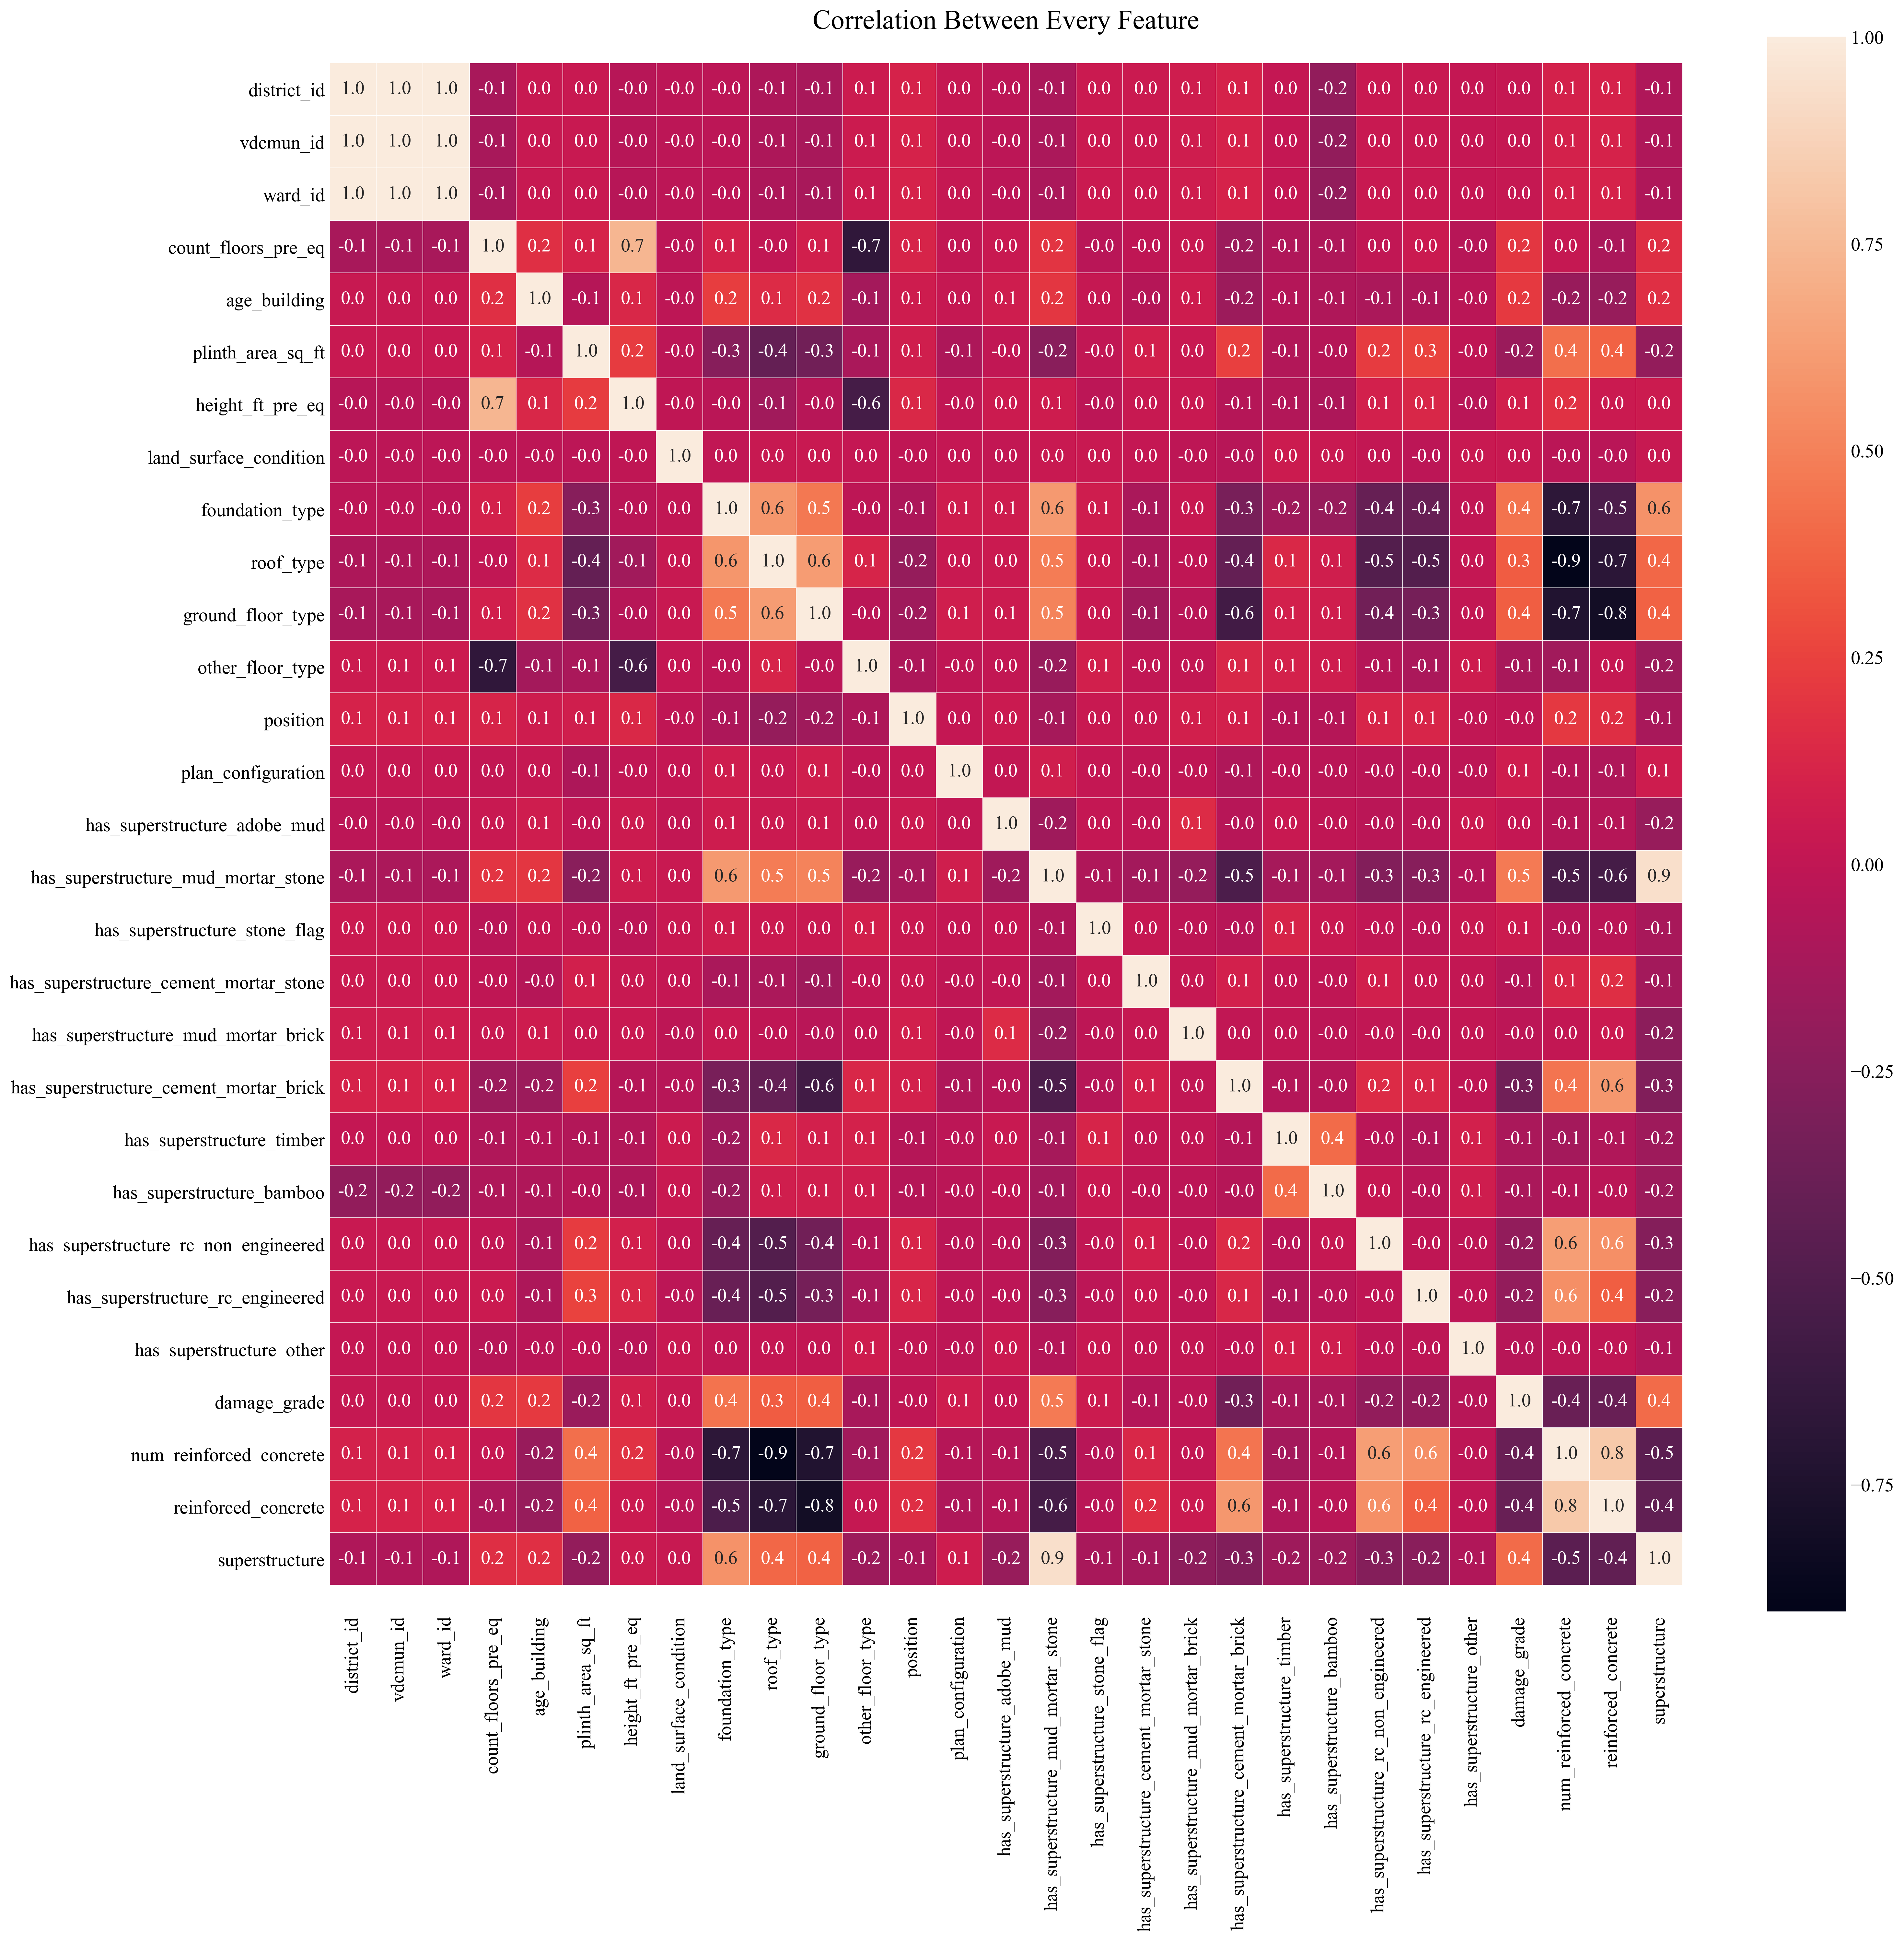 Correlation Between Every Feature
1.00
district_id 1.0 1.0 1.0 -0.1 0.0 0.0 -0.0 -0.0 -0.0 -0.1 -0.1 0.1 0.1 0.0 -0.0 -0.1 0.0 0.0 0.1 0.1 0.0 -0.2 0.0 0.0 0.0 0.0 0.1 0.1 -0.1
vdcmun_id 1.0 1.0 1.0 -0.1 0.0 0.0 -0.0 -0.0 -0.0 -0.1 -0.1 0.1 0.1 0.0 -0.0 -0.1 0.0 0.0 0.1 0.1 0.0 -0.2 0.0 0.0 0.0 0.0 0.1 0.1 -0.1
ward_id 1.0 1.0 1.0 -0.1 0.0 0.0 -0.0 -0.0 -0.0 -0.1 -0.1 0.1 0.1 0.0 -0.0 -0.1 0.0 0.0 0.1 0.1 0.0 -0.2 0.0 0.0 0.0 0.0 0.1 0.1 -0.1
count_floors_pre_eq -0.1 -0.1 -0.1 1.0 0.2 0.1 0.7 -0.0 0.1 -0.0 0.1 -0.7 0.1 0.0 0.0 0.2 -0.0 -0.0 0.0 -0.2 -0.1 -0.1 0.0 0.0 -0.0 0.2 0.0 -0.1 0.2
0.75
age_building 0.0 0.0 0.0 0.2 1.0 -0.1 0.1 -0.0 0.2 0.1 0.2 -0.1 0.1 0.0 0.1 0.2 0.0 -0.0 0.1 -0.2 -0.1 -0.1 -0.1 -0.1 -0.0 0.2 -0.2 -0.2 0.2
plinth_area_sq_ft 0.0 0.0 0.0 0.1 -0.1 1.0 0.2 -0.0 -0.3 -0.4 -0.3 -0.1 0.1 -0.1 -0.0 -0.2 -0.0 0.1 0.0 0.2 -0.1 -0.0 0.2 0.3 -0.0 -0.2 0.4 0.4 -0.2
height_ft_pre_eq -0.0 -0.0 -0.0 0.7 0.1 0.2 1.0 -0.0 -0.0 -0.1 -0.0 -0.6 0.1 -0.0 0.0 0.1 -0.0 0.0 0.0 -0.1 -0.1 -0.1 0.1 0.1 -0.0 0.1 0.2 0.0 0.0
0.50
land_surface_condition -0.0 -0.0 -0.0 -0.0 -0.0 -0.0 -0.0 1.0 0.0 0.0 0.0 0.0 -0.0 0.0 0.0 0.0 0.0 0.0 -0.0 -0.0 0.0 0.0 -0.0 -0.0 0.0 0.0 -0.0 -0.0 0.0
foundation_type -0.0 -0.0 -0.0 0.1 0.2 -0.3 -0.0 0.0 1.0 0.6 0.5 -0.0 -0.1 0.1 0.1 0.6 0.1 -0.1 0.0 -0.3 -0.2 -0.2 -0.4 -0.4 0.0 0.4 -0.7 -0.5 0.6
roof_type -0.1 -0.1 -0.1 -0.0 0.1 -0.4 -0.1 0.0 0.6 1.0 0.6 0.1 -0.2 0.0 0.0 0.5 0.0 -0.1 -0.0 -0.4 0.1 0.1 -0.5 -0.5 0.0 0.3 -0.9 -0.7 0.4
ground_floor_type -0.1 -0.1 -0.1 0.1 0.2 -0.3 -0.0 0.0 0.5 0.6 1.0 -0.0 -0.2 0.1 0.1 0.5 0.0 -0.1 -0.0 -0.6 0.1 0.1 -0.4 -0.3 0.0 0.4 -0.7 -0.8 0.4
0.25
other_floor_type 0.1 0.1 0.1 -0.7 -0.1 -0.1 -0.6 0.0 -0.0 0.1 -0.0 1.0 -0.1 -0.0 0.0 -0.2 0.1 -0.0 0.0 0.1 0.1 0.1 -0.1 -0.1 0.1 -0.1 -0.1 0.0 -0.2
position 0.1 0.1 0.1 0.1 0.1 0.1 0.1 -0.0 -0.1 -0.2 -0.2 -0.1 1.0 0.0 0.0 -0.1 0.0 0.0 0.1 0.1 -0.1 -0.1 0.1 0.1 -0.0 -0.0 0.2 0.2 -0.1
plan_configuration 0.0 0.0 0.0 0.0 0.0 -0.1 -0.0 0.0 0.1 0.0 0.1 -0.0 0.0 1.0 0.0 0.1 0.0 -0.0 -0.0 -0.1 -0.0 -0.0 -0.0 -0.0 -0.0 0.1 -0.1 -0.1 0.1
has_superstructure_adobe_mud -0.0 -0.0 -0.0 0.0 0.1 -0.0 0.0 0.0 0.1 0.0 0.1 0.0 0.0 0.0 1.0 -0.2 0.0 -0.0 0.1 -0.0 0.0 -0.0 -0.0 -0.0 0.0 0.0 -0.1 -0.1 -0.2
0.00
has_superstructure_mud_mortar_stone -0.1 -0.1 -0.1 0.2 0.2 -0.2 0.1 0.0 0.6 0.5 0.5 -0.2 -0.1 0.1 -0.2 1.0 -0.1 -0.1 -0.2 -0.5 -0.1 -0.1 -0.3 -0.3 -0.1 0.5 -0.5 -0.6 0.9
has_superstructure_stone_flag 0.0 0.0 0.0 -0.0 0.0 -0.0 -0.0 0.0 0.1 0.0 0.0 0.1 0.0 0.0 0.0 -0.1 1.0 0.0 -0.0 -0.0 0.1 0.0 -0.0 -0.0 0.0 0.1 -0.0 -0.0 -0.1
has_superstructure_cement_mortar_stone 0.0 0.0 0.0 -0.0 -0.0 0.1 0.0 0.0 -0.1 -0.1 -0.1 -0.0 0.0 -0.0 -0.0 -0.1 0.0 1.0 0.0 0.1 0.0 -0.0 0.1 0.0 0.0 -0.1 0.1 0.2 -0.1
has_superstructure_mud_mortar_brick 0.1 0.1 0.1 0.0 0.1 0.0 0.0 -0.0 0.0 -0.0 -0.0 0.0 0.1 -0.0 0.1 -0.2 -0.0 0.0 1.0 0.0 0.0 -0.0 -0.0 -0.0 0.0 -0.0 0.0 0.0 -0.2
−0.25
has_superstructure_cement_mortar_brick 0.1 0.1 0.1 -0.2 -0.2 0.2 -0.1 -0.0 -0.3 -0.4 -0.6 0.1 0.1 -0.1 -0.0 -0.5 -0.0 0.1 0.0 1.0 -0.1 -0.0 0.2 0.1 -0.0 -0.3 0.4 0.6 -0.3
has_superstructure_timber 0.0 0.0 0.0 -0.1 -0.1 -0.1 -0.1 0.0 -0.2 0.1 0.1 0.1 -0.1 -0.0 0.0 -0.1 0.1 0.0 0.0 -0.1 1.0 0.4 -0.0 -0.1 0.1 -0.1 -0.1 -0.1 -0.2
has_superstructure_bamboo -0.2 -0.2 -0.2 -0.1 -0.1 -0.0 -0.1 0.0 -0.2 0.1 0.1 0.1 -0.1 -0.0 -0.0 -0.1 0.0 -0.0 -0.0 -0.0 0.4 1.0 0.0 -0.0 0.1 -0.1 -0.1 -0.0 -0.2
has_superstructure_rc_non_engineered 0.0 0.0 0.0 0.0 -0.1 0.2 0.1 -0.0 -0.4 -0.5 -0.4 -0.1 0.1 -0.0 -0.0 -0.3 -0.0 0.1 -0.0 0.2 -0.0 0.0 1.0 -0.0 -0.0 -0.2 0.6 0.6 -0.3
−0.50
has_superstructure_rc_engineered 0.0 0.0 0.0 0.0 -0.1 0.3 0.1 -0.0 -0.4 -0.5 -0.3 -0.1 0.1 -0.0 -0.0 -0.3 -0.0 0.0 -0.0 0.1 -0.1 -0.0 -0.0 1.0 -0.0 -0.2 0.6 0.4 -0.2
has_superstructure_other 0.0 0.0 0.0 -0.0 -0.0 -0.0 -0.0 0.0 0.0 0.0 0.0 0.1 -0.0 -0.0 0.0 -0.1 0.0 0.0 0.0 -0.0 0.1 0.1 -0.0 -0.0 1.0 -0.0 -0.0 -0.0 -0.1
damage_grade 0.0 0.0 0.0 0.2 0.2 -0.2 0.1 0.0 0.4 0.3 0.4 -0.1 -0.0 0.1 0.0 0.5 0.1 -0.1 -0.0 -0.3 -0.1 -0.1 -0.2 -0.2 -0.0 1.0 -0.4 -0.4 0.4
num_reinforced_concrete 0.1 0.1 0.1 0.0 -0.2 0.4 0.2 -0.0 -0.7 -0.9 -0.7 -0.1 0.2 -0.1 -0.1 -0.5 -0.0 0.1 0.0 0.4 -0.1 -0.1 0.6 0.6 -0.0 -0.4 1.0 0.8 -0.5
−0.75
reinforced_concrete 0.1 0.1 0.1 -0.1 -0.2 0.4 0.0 -0.0 -0.5 -0.7 -0.8 0.0 0.2 -0.1 -0.1 -0.6 -0.0 0.2 0.0 0.6 -0.1 -0.0 0.6 0.4 -0.0 -0.4 0.8 1.0 -0.4
superstructure -0.1 -0.1 -0.1 0.2 0.2 -0.2 0.0 0.0 0.6 0.4 0.4 -0.2 -0.1 0.1 -0.2 0.9 -0.1 -0.1 -0.2 -0.3 -0.2 -0.2 -0.3 -0.2 -0.1 0.4 -0.5 -0.4 1.0
district_id
vdcmun_id
ward_id
count_floors_pre_eq
age_building
plinth_area_sq_ft
height_ft_pre_eq
land_surface_condition
foundation_type
roof_type
ground_floor_type
other_floor_type
position
plan_configuration
has_superstructure_adobe_mud
has_superstructure_mud_mortar_stone
has_superstructure_stone_flag
has_superstructure_cement_mortar_stone
has_superstructure_mud_mortar_brick
has_superstructure_cement_mortar_brick
has_superstructure_timber
has_superstructure_bamboo
has_superstructure_rc_non_engineered
has_superstructure_rc_engineered
has_superstructure_other
damage_grade
num_reinforced_concrete
reinforced_concrete
superstructure